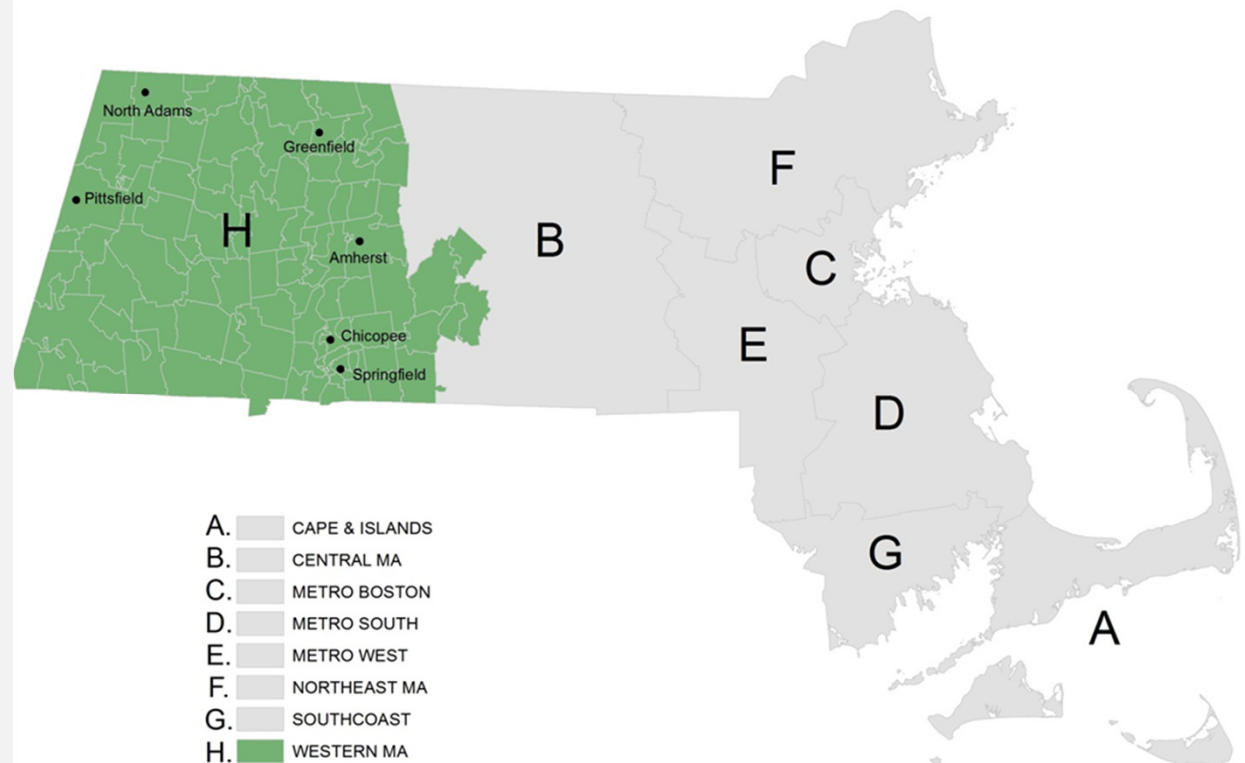 North Adams
Greenfield
F
Pittsfield
H
B
Amherst
C
Chicopee
E
Springfield
D
A. CAPE & ISLANDS
B. CENTRAL MA
G
C. METRO BOSTON
D. METRO SOUTH
A
E. METRO WEST
F. NORTHEAST MA
G. SOUTHCOAST
H. WESTERN MA